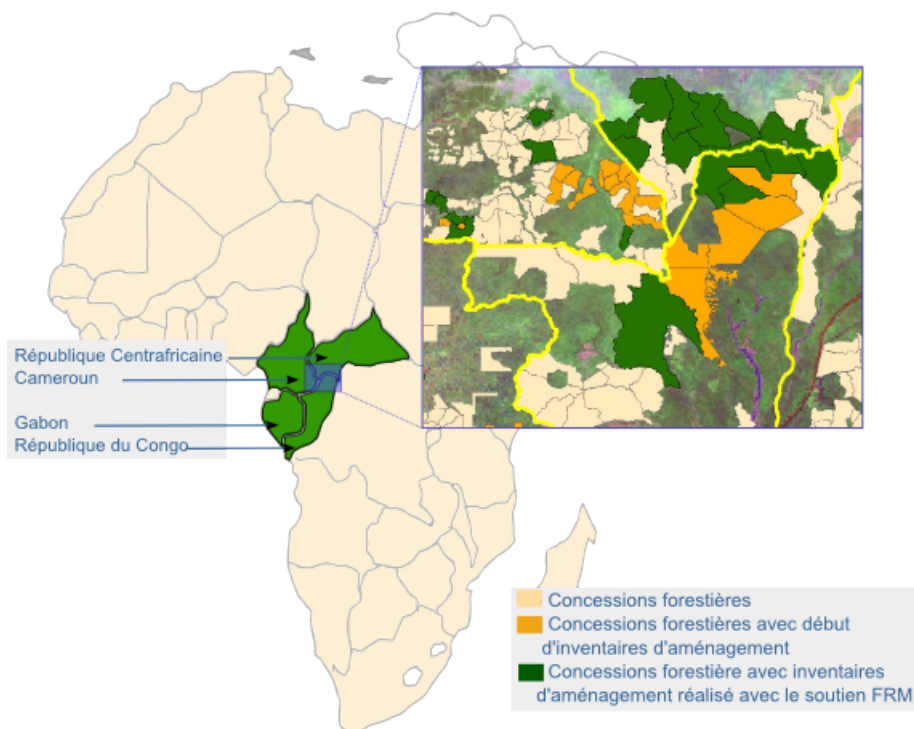 République Centrafricaine
Cameroun
Gabon
République du Congo
Concessions forestières
Concessions forestières avec début
d'inventaires d'aménagement
Concessions forestière avec inventaires
d'aménagement réalisé avec le soutien FRM